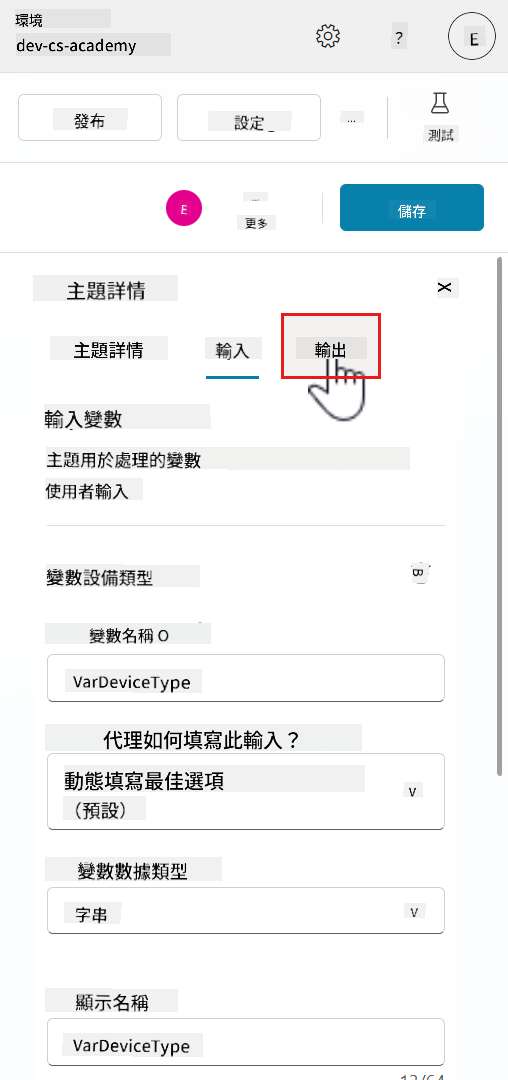 環境
dev-cs-academy
?
E
發布
設定 _
...
測試
E
更多
儲存
主題詳情
主題詳情
輸入
輸出
輸入變數
主題用於處理的變數
使用者輸入
變數設備類型
變數名稱 O
VarDeviceType
代理如何填寫此輸入？
動態填寫最佳選項
（預設）
V
變數數據類型
字串
V
顯示名稱
VarDeviceType